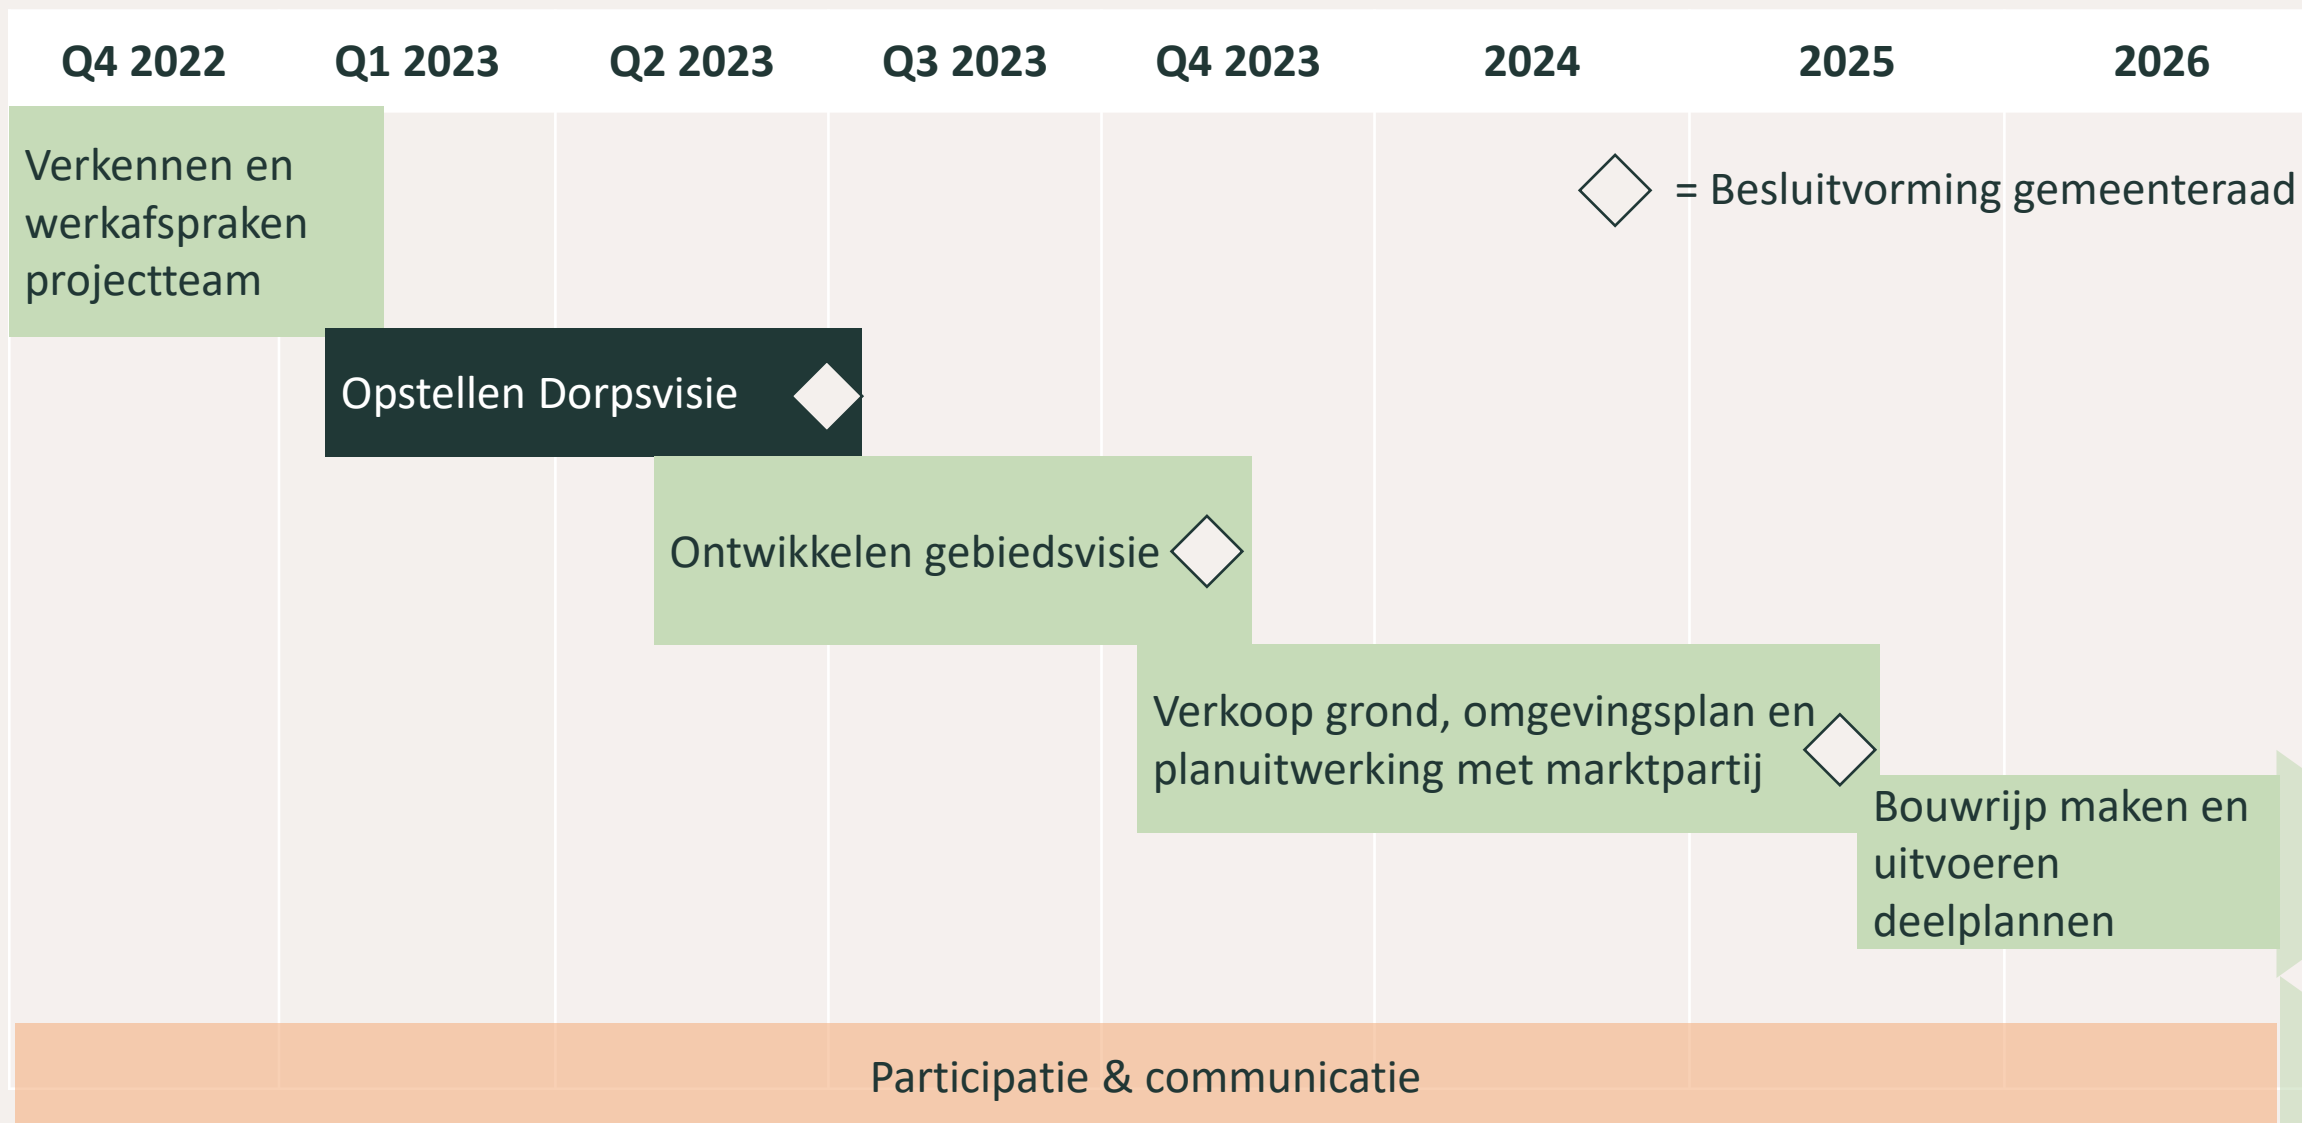 Q4 2022 Q1 2023 Q2 2023 Q3 2023 Q4 2023 2024 2025 2026
Verkennen en
werkafspraken
projectteam
= Besluitvorming gemeenteraad
Opstellen Dorpsvisie
Ontwikkelen gebiedsvisie
Verkoop grond, omgevingsplan en
planuitwerking met marktpartij
Bouwrijp maken en
uitvoeren
deelplannen
Participatie & communicatie